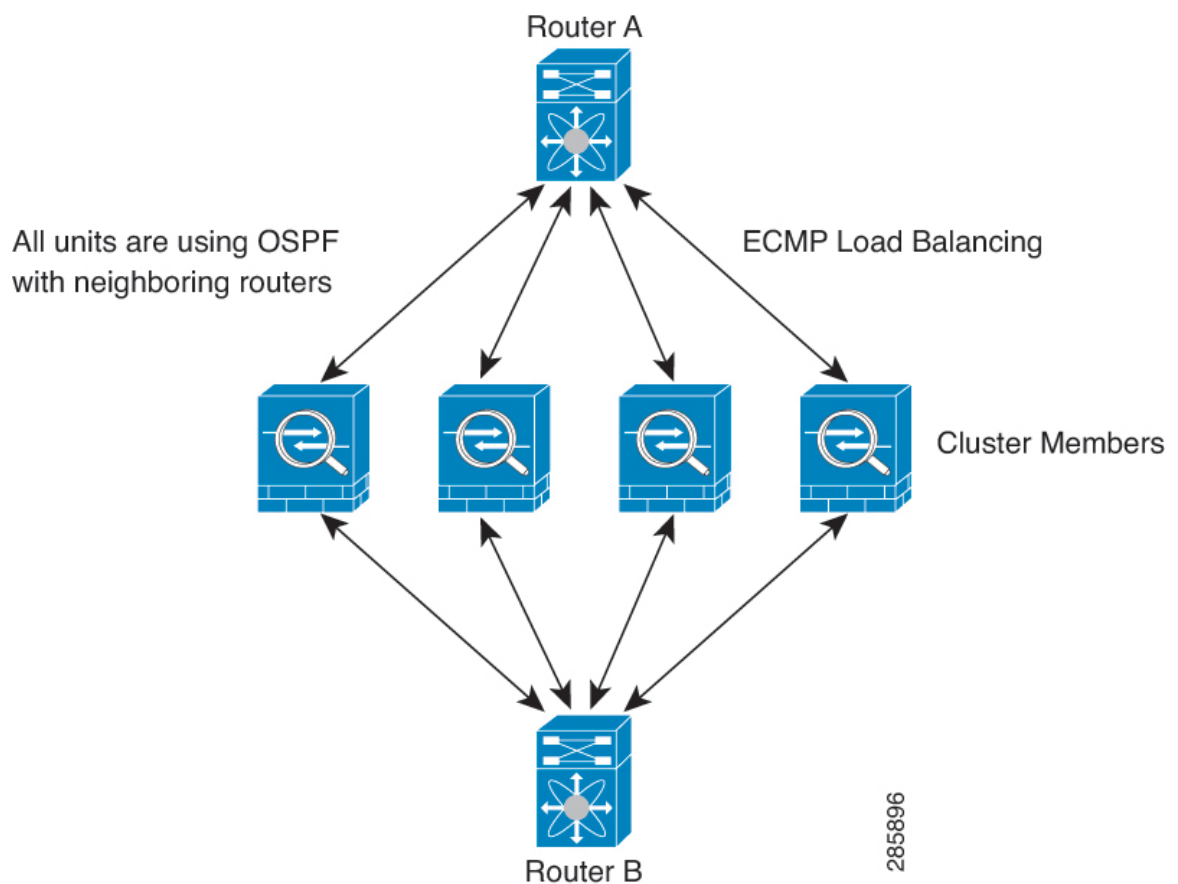 Router A
All units are using OSPF
with neighboring routers
ECMP Load Balancing
Cluster Members
Router B
285896